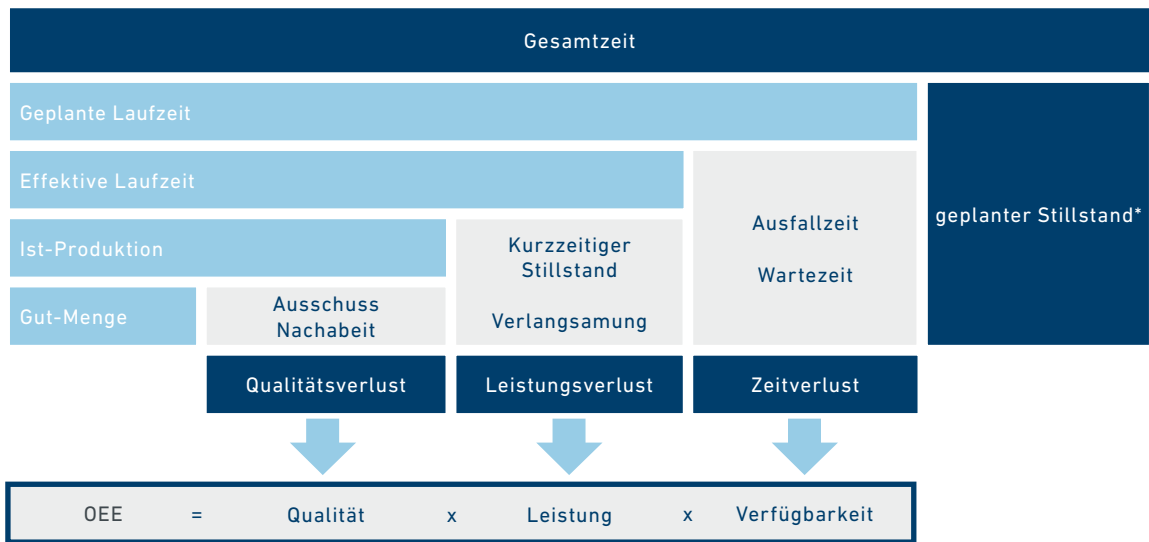 Gesamtzeit
Geplante Laufzeit
geplanter Stillstand*
Effektive Laufzeit
Ausfallzeit
Wartezeit
Ist-Produktion
Kurzzeitiger
Stillstand
Verlangsamung
Gut-Menge
Ausschuss
Nachabeit
Qualitätsverlust
Leistungsverlust
Zeitverlust
OEE = Qualität x Leistung x Verfügbarkeit